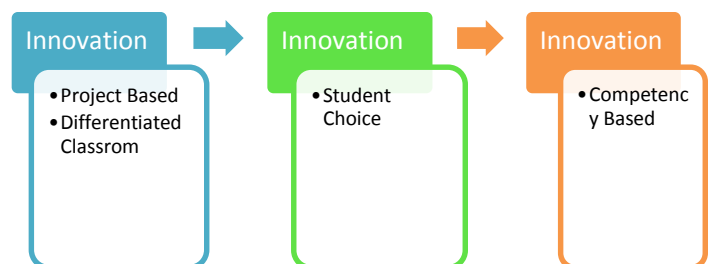 Innovation
•Project Based
•Differentiated
Classrom
Innovation
•Student
Choice
Innovation
•Competenc
y Based